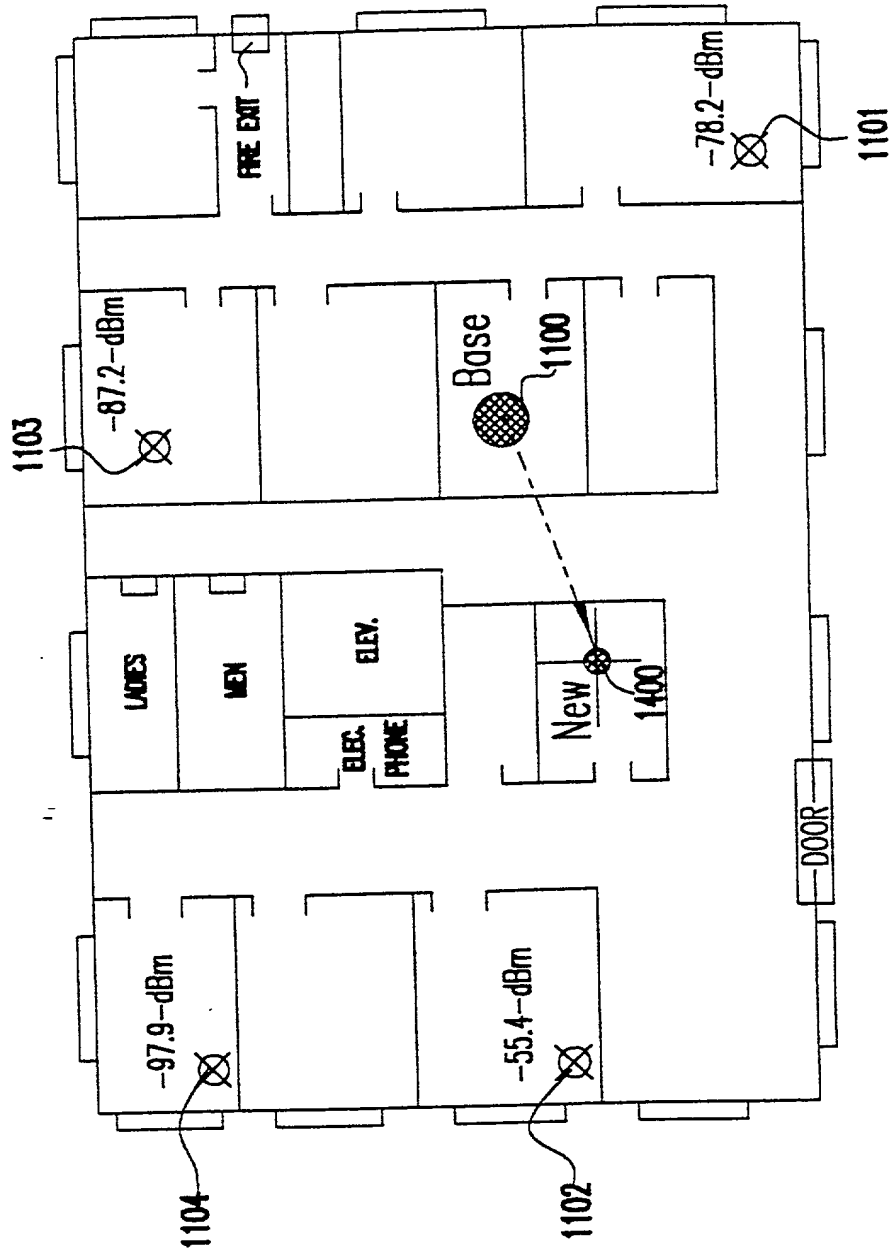 1104
-97.9-dBm
LADIES
MEN
ELEC.
PHONE
ELEV.
1103
-87.2-dBm
FIRE EXIT
1102
-55.4-dBm
New
1400
Base
1100
-78.2-dBm
1101
DOOR